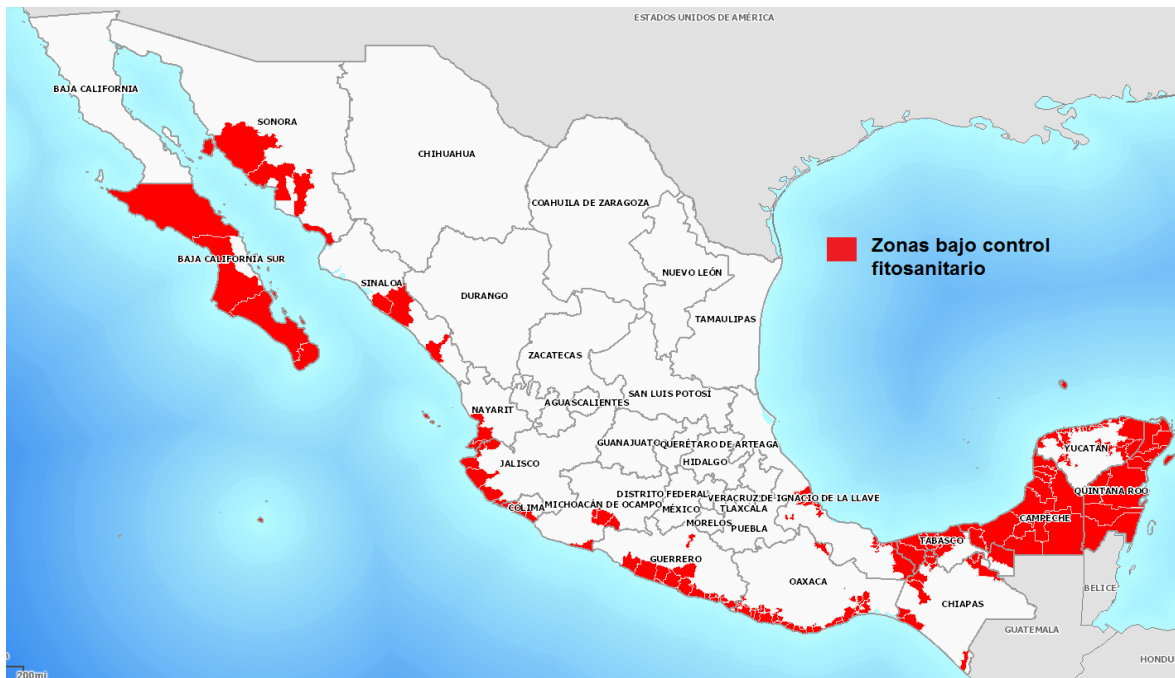 ESTADOS UNIDOS DE AMÉRICA
BAJA CALIFORNIA
SONORA
CHIHUAHUA
COAHUILA DE ZARAGOZA
Zonas bajo control
fitosanitario
BAJA CALIFORNIA SUR
NUEVO LEÓN
SINALOA
DURANGO
TAMAULIPAS
ZACATECAS
SAN LUIS POTOSÍ
NAYARIT
AGUASCALIENTES
GUANAJUATO
QUERÉTARO DE ARTEAGA
YUCATÁN
JALISCO
HIDALGO
QUINTANA ROO
DISTRITO FEDERAL
VERACRUZ DE IGNACIO DE LA LLAVE
COLIMA
MICHOACÁN DE OCAMPO
MÉXICO
TLAXCALA
CAMPECHE
MORELOS
PUEBLA
TABASCO
GUERRERO
OAXACA
BELICE
CHIAPAS
GUATEMALA
HONDU
200mi